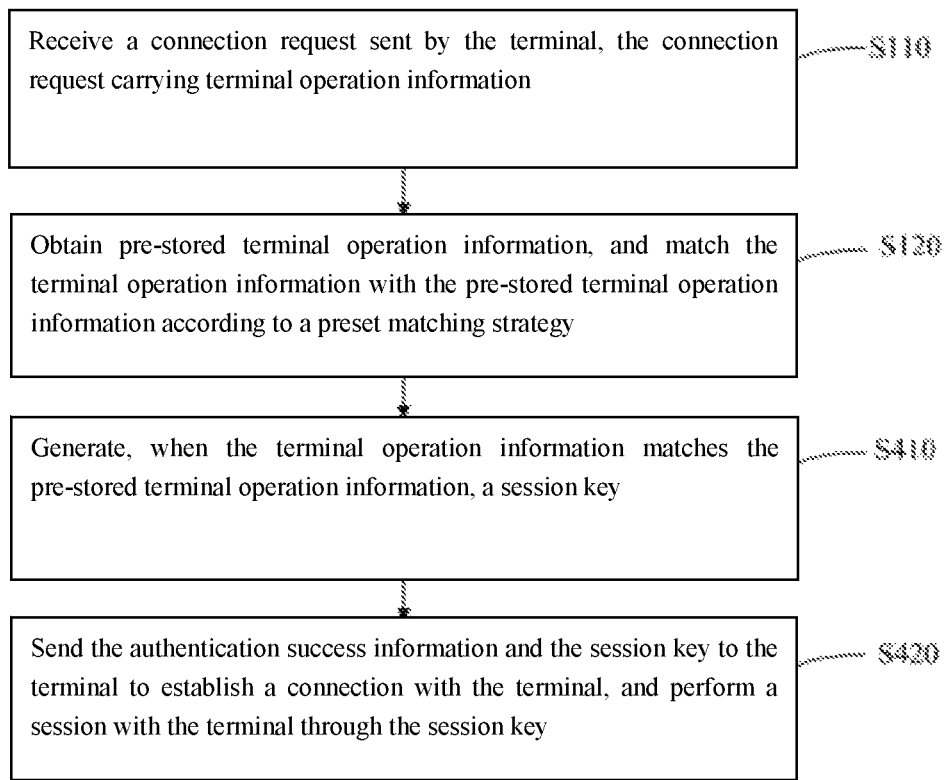 Receive a connection request sent by the terminal, the connection
request carrying terminal operation information
S110
Obtain pre-stored terminal operation information, and match the
terminal operation information with the pre-stored terminal operation
information according to a preset matching strategy
S120
Generate, when the terminal operation information matches the
pre-stored terminal operation information, a session key
S410
Send the authentication success information and the session key to the
terminal to establish a connection with the terminal, and perform a
session with the terminal through the session key
S420